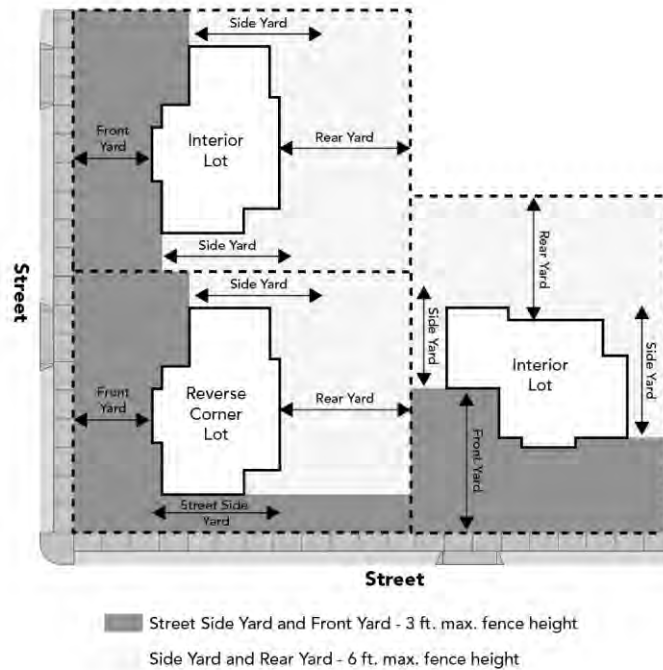 Side Yard
Front
Yard
Interior
Lot
Rear Yard
Side Yard
Side Yard
Rear Yard
Side Yard
Side Yard
Street
Front
Yard
Reverse
Corner
Lot
Rear Yard
Interior
Lot
Front Yard
Street Side
Yard
Street
Street Side Yard and Front Yard - 3 ft. max. fence height
Side Yard and Rear Yard - 6 ft. max. fence height